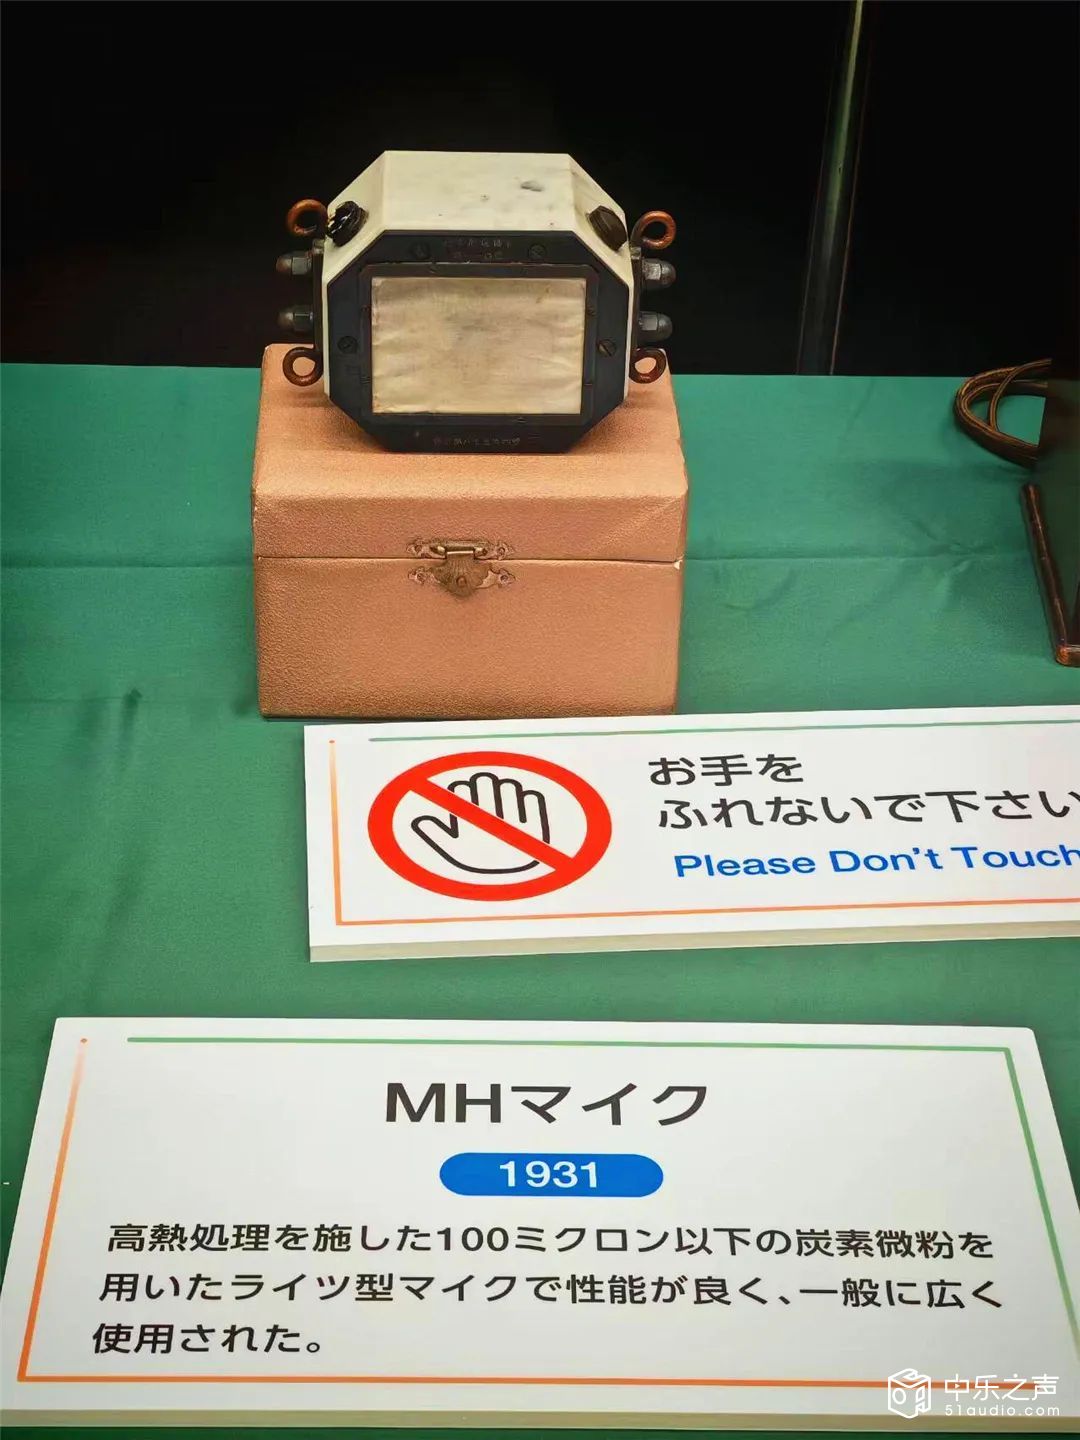 お手を
ふれないで下さい
Please Don't Touch
MHマイク
1931
高熱処理を施した100ミクロン以下の炭素微粉を
用いたライツ型マイクで性能が良く、一般に広く
使用された。
中乐之声
51audio.com